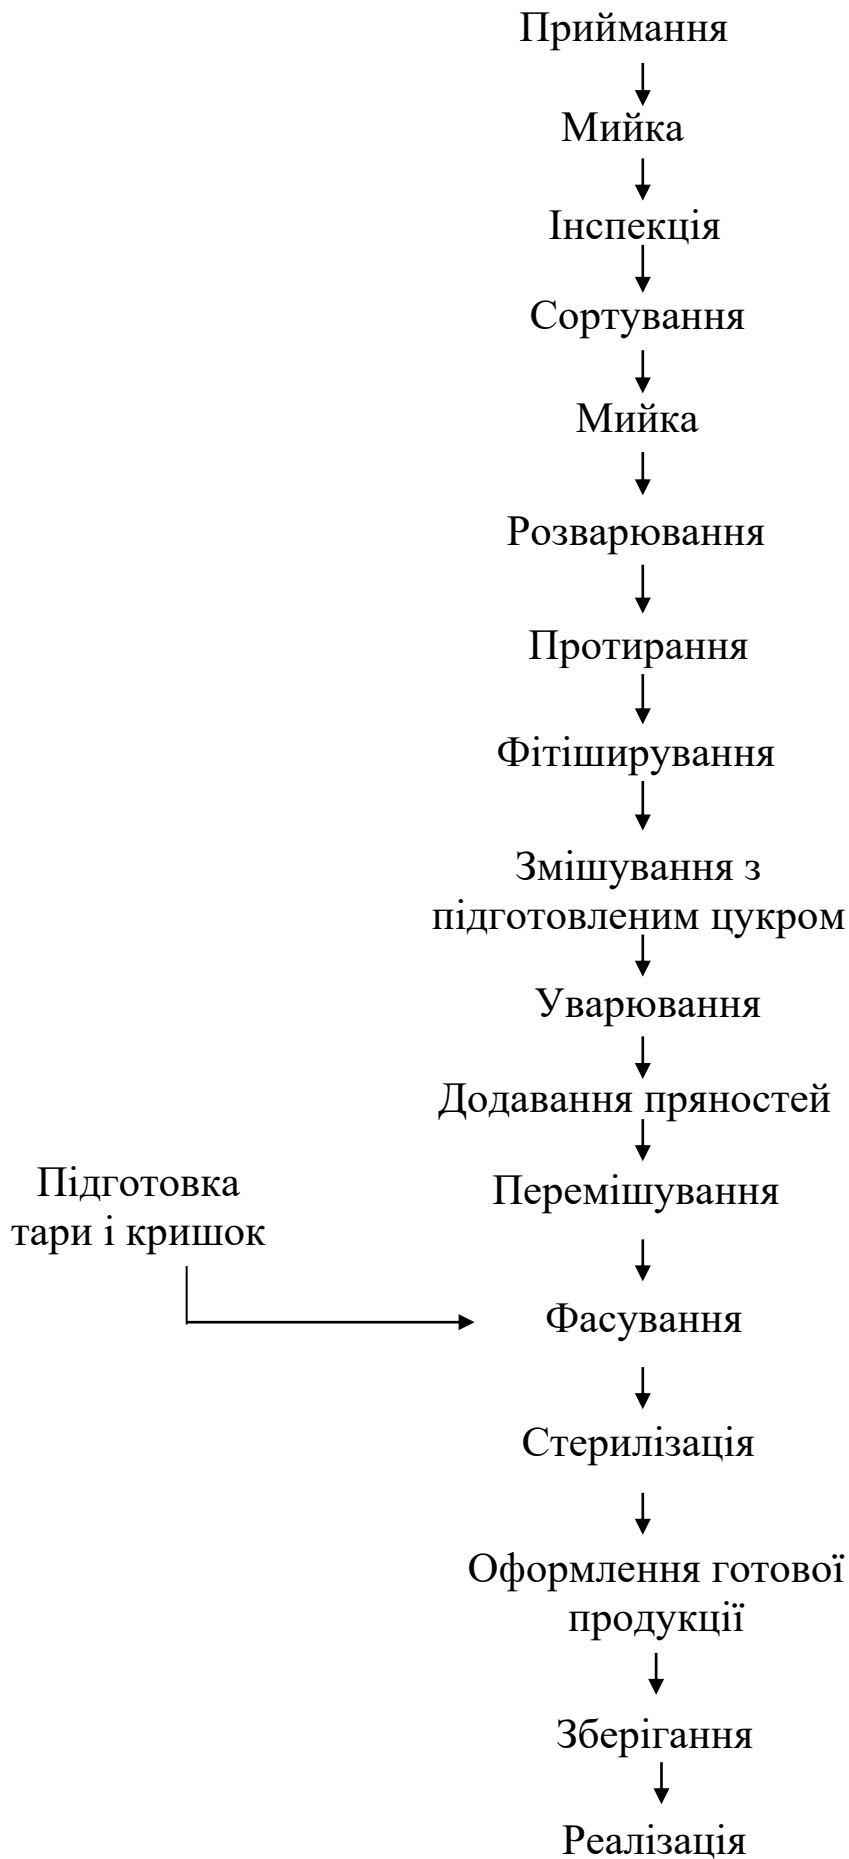 Приймання
Мийка
Інспекція
Сортування
Мийка
Розварювання
Протирання
Фітіширування
Змішування з
підготовленим цукром
Уварювання
Додавання пряностей
Підготовка
тари і кришок
Перемішування
Фасування
Стерилізація
Оформлення готової
продукції
Зберігання
Реалізація